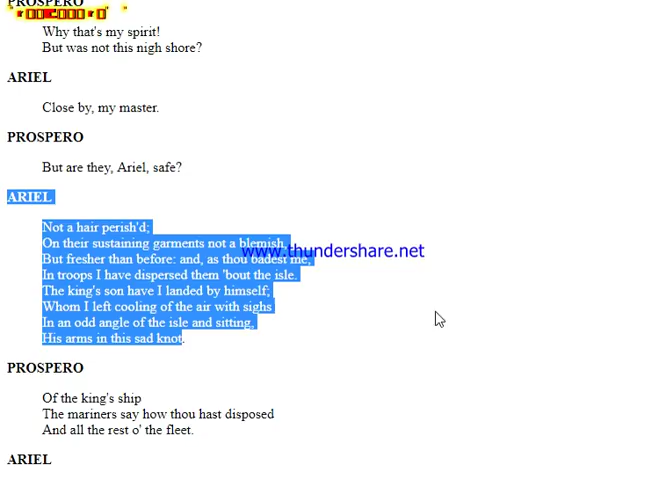 PROSPERO
Why that's my spirit!
But was not this nigh shore?
ARIEL
Close by, my master.
PROSPERO
But are they, Ariel, safe?
ARIEL
Not a hair perish'd;
On their sustaining garments not a blemish,
www.thundershare.net
But fresher than before: and, as thou badest me,
In troops I have dispersed them 'bout the isle.
The king's son have I landed by himself;
Whom I left cooling of the air with sighs
In an odd angle of the isle and sitting,
His arms in this sad knot.
PROSPERO
Of the king's ship
The mariners say how thou hast disposed
And all the rest o' the fleet.
ARIEL